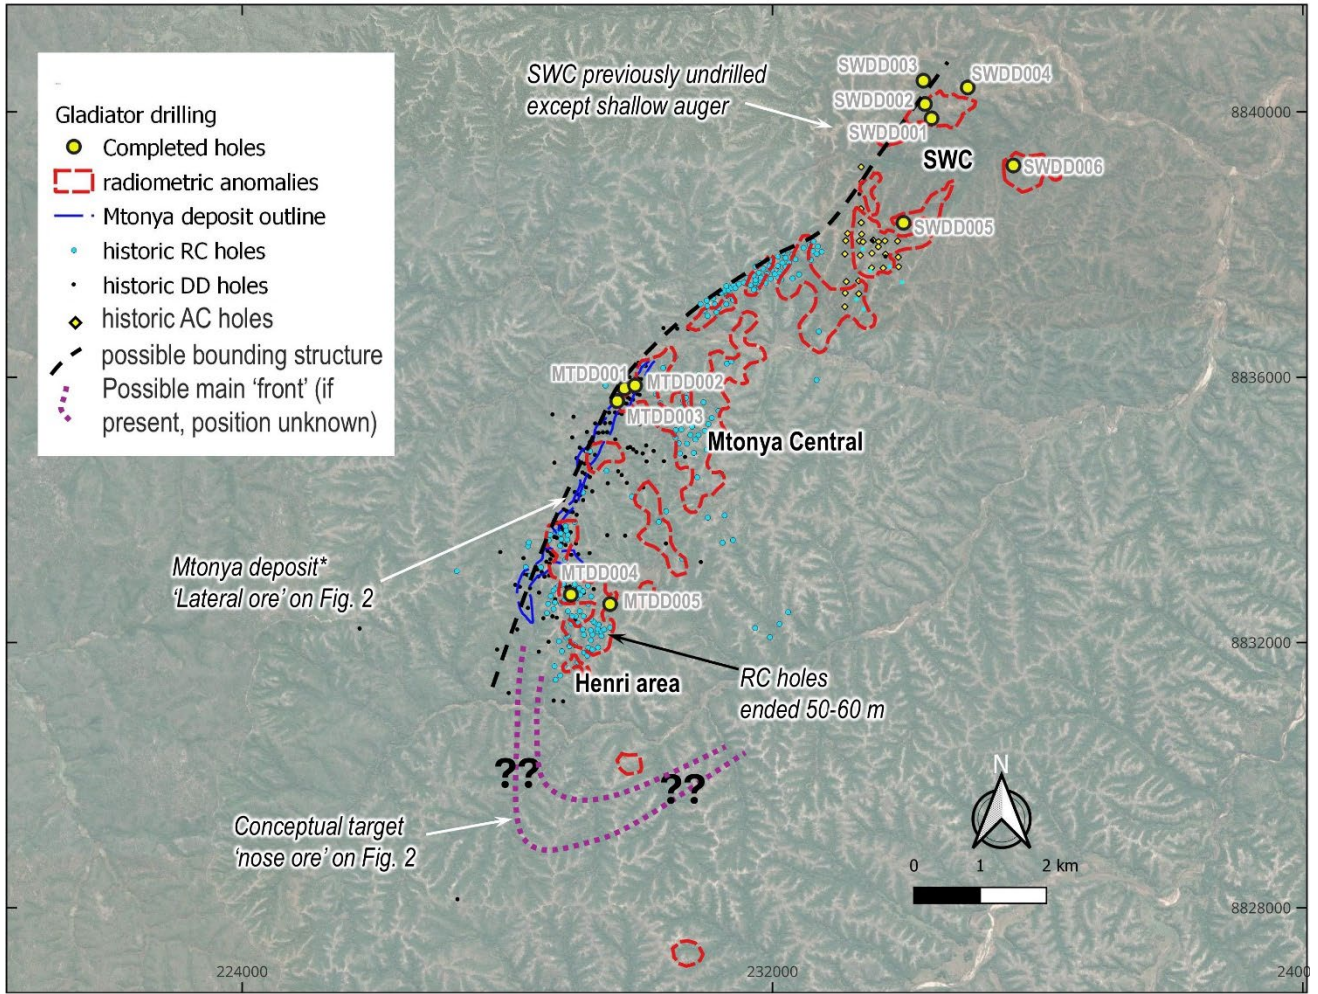 Gladiator drilling
Completed holes
radiometric anomalies
Mtonya deposit outline
historic RC holes
historic DD holes
historic AC holes
possible bounding structure
Possible main ‘front’ (if
present, position unknown)
SWC previously undrilled
except shallow auger
SWDD003
SWDD004
SWDD002
SWDD001
SWC
SWDD006
SWDD005
8840000
8836000
8832000
8828000
MTDD001
MTDD002
MTDD003
Mtonya Central
Mtonya deposit*
‘Lateral ore’ on Fig. 2
MTDD004
MTDD005
Henri area
RC holes
ended 50-60 m
??
??
Conceptual target
‘nose ore’ on Fig. 2
N
0 1 2 km
224000
232000
2400